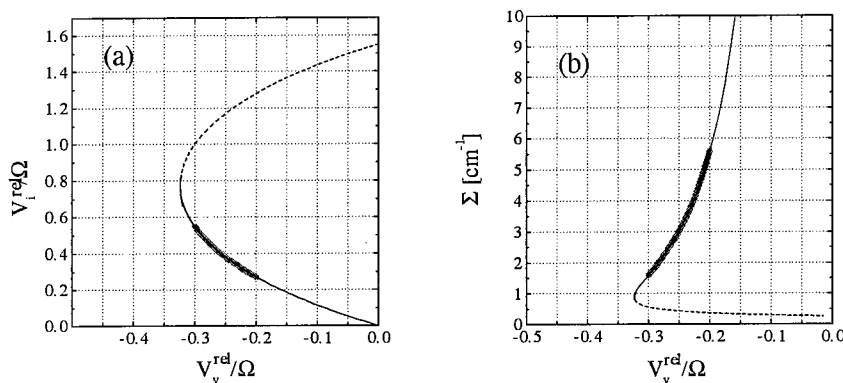 (a)
V_i^rel/Ω
1.6
1.4
1.2
1.0
0.8
0.6
0.4
0.2
0.0
-0.4 -0.3 -0.2 -0.1 0.0
V_v^rel/Ω
(b)
Σ [cm⁻¹]
10
9
8
7
6
5
4
3
2
1
0
-0.5 -0.4 -0.3 -0.2 -0.1 0.0
V_v^rel/Ω